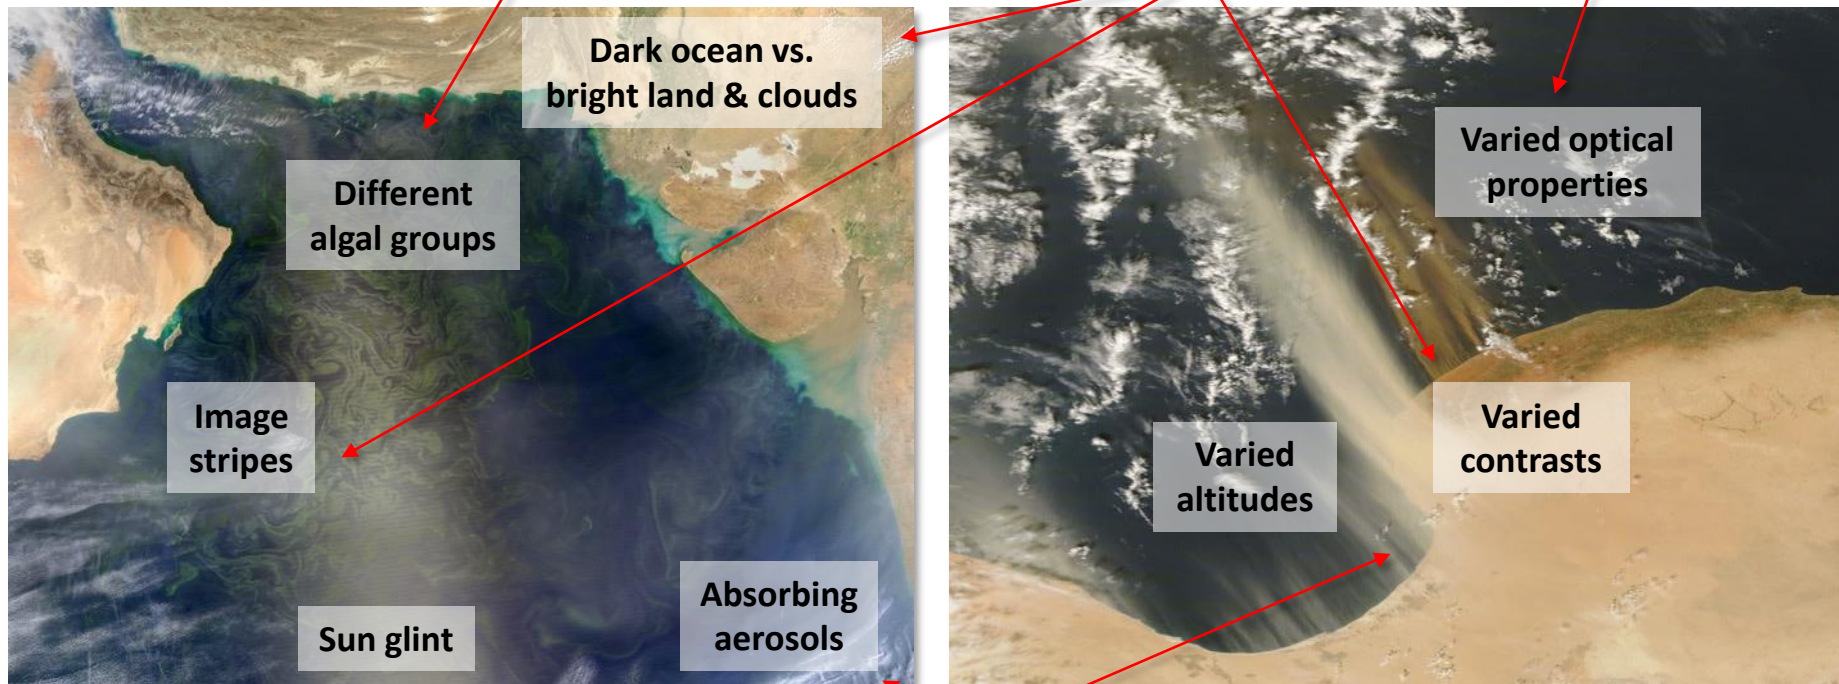 Dark ocean vs.
bright land & clouds
Different
algal groups
Image
stripes
Sun glint
Absorbing
aerosols
Varied optical
properties
Varied
contrasts
Varied
altitudes